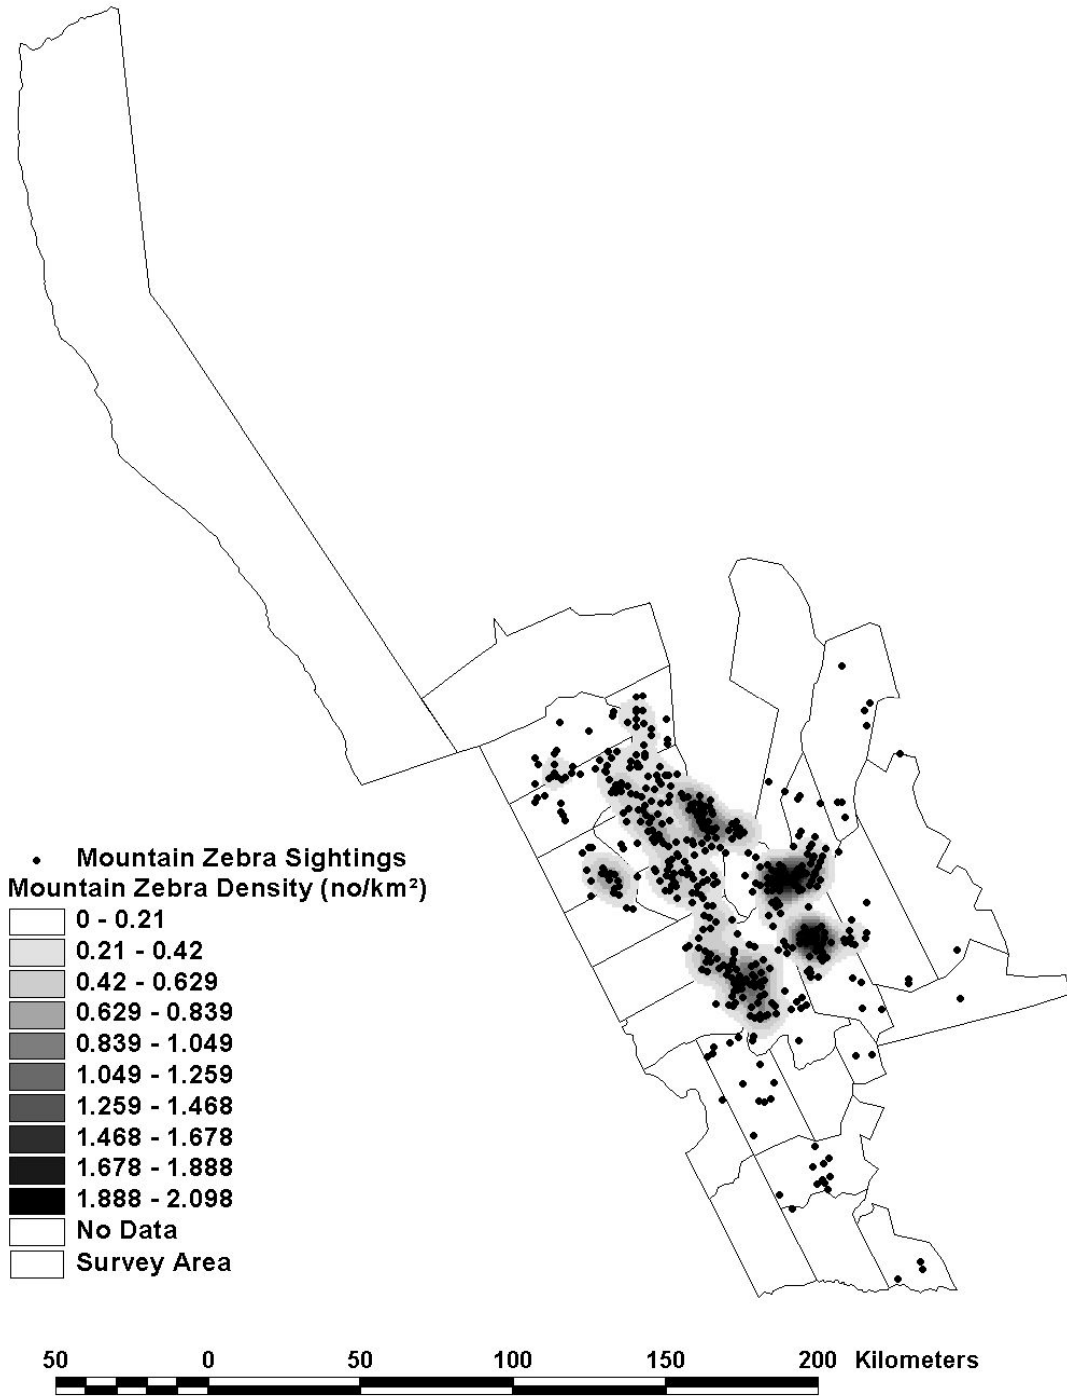 Mountain Zebra Sightings
Mountain Zebra Density (no/km²)
0 - 0.21
0.21 - 0.42
0.42 - 0.629
0.629 - 0.839
0.839 - 1.049
1.049 - 1.259
1.259 - 1.468
1.468 - 1.678
1.678 - 1.888
1.888 - 2.098
No Data
Survey Area
50 0 50 100 150 200 Kilometers